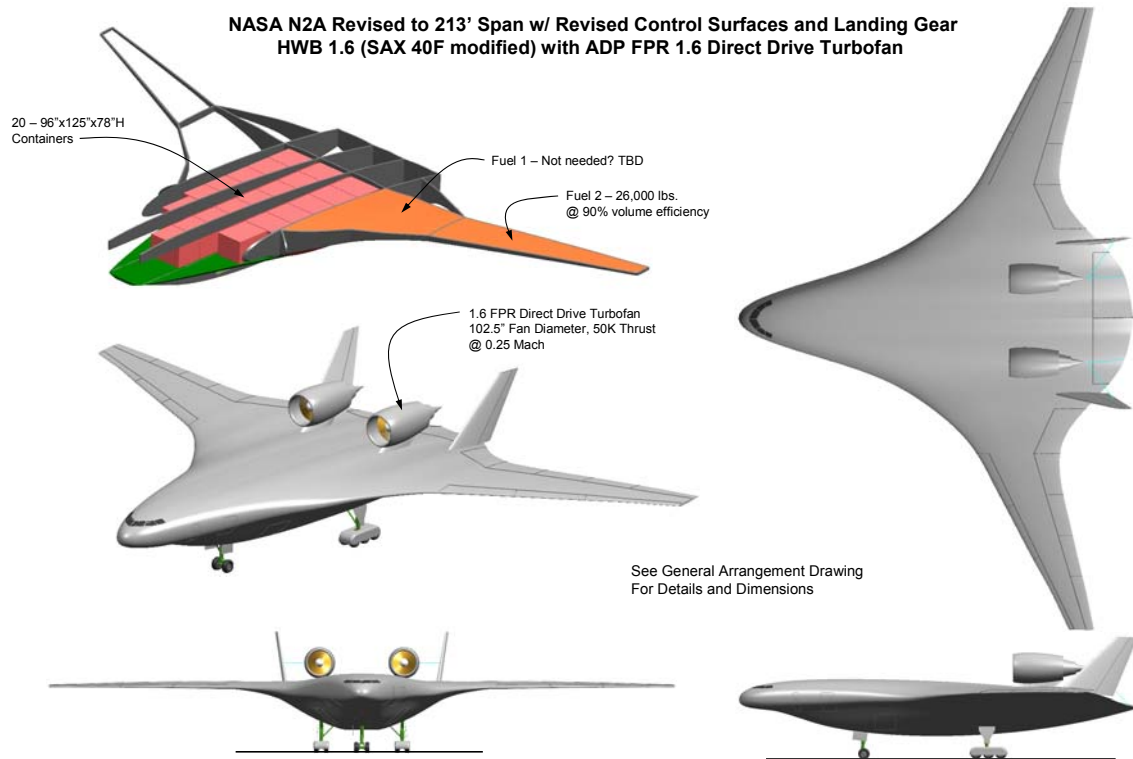 NASA N2A Revised to 213’ Span w/ Revised Control Surfaces and Landing Gear
HWB 1.6 (SAX 40F modified) with ADP FPR 1.6 Direct Drive Turbofan
20 – 96”x125”x78”H
Containers
Fuel 1 – Not needed? TBD
Fuel 2 – 26,000 lbs.
@ 90% volume efficiency
1.6 FPR Direct Drive Turbofan
102.5” Fan Diameter, 50K Thrust
@ 0.25 Mach
See General Arrangement Drawing
For Details and Dimensions